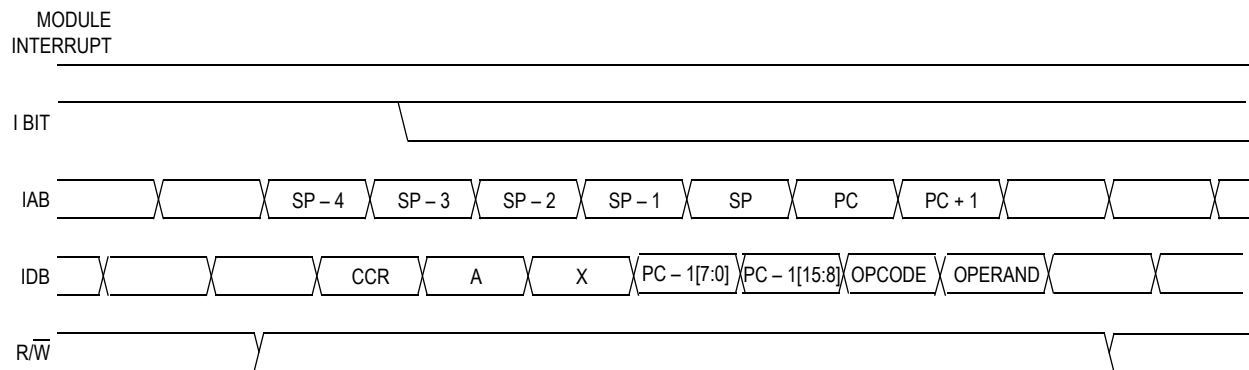 MODULE
INTERRUPT
I BIT
IAB SP – 4 SP – 3 SP – 2 SP – 1 SP PC PC + 1
IDB CCR A X PC – 1[7:0] PC – 1[15:8] OPCODE OPERAND
R/W̅